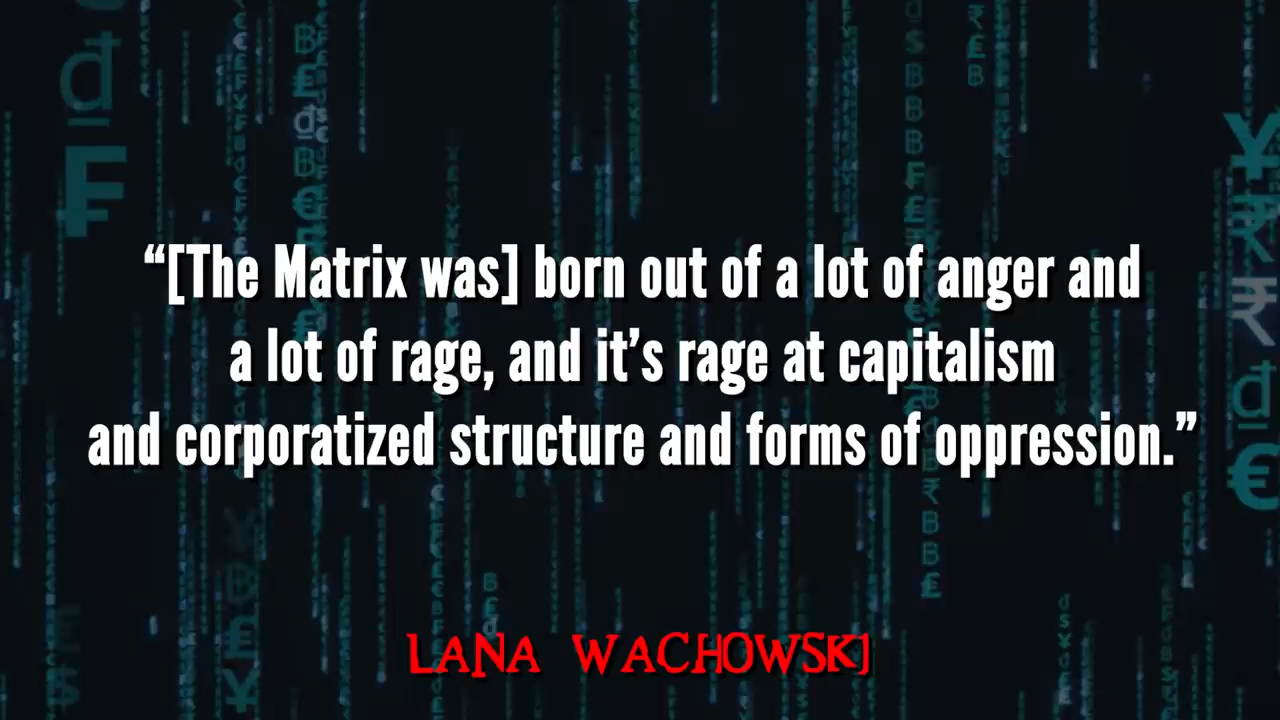 “[The Matrix was] born out of a lot of anger and
a lot of rage, and it’s rage at capitalism
and corporatized structure and forms of oppression.”
LANA WACHOWSKI